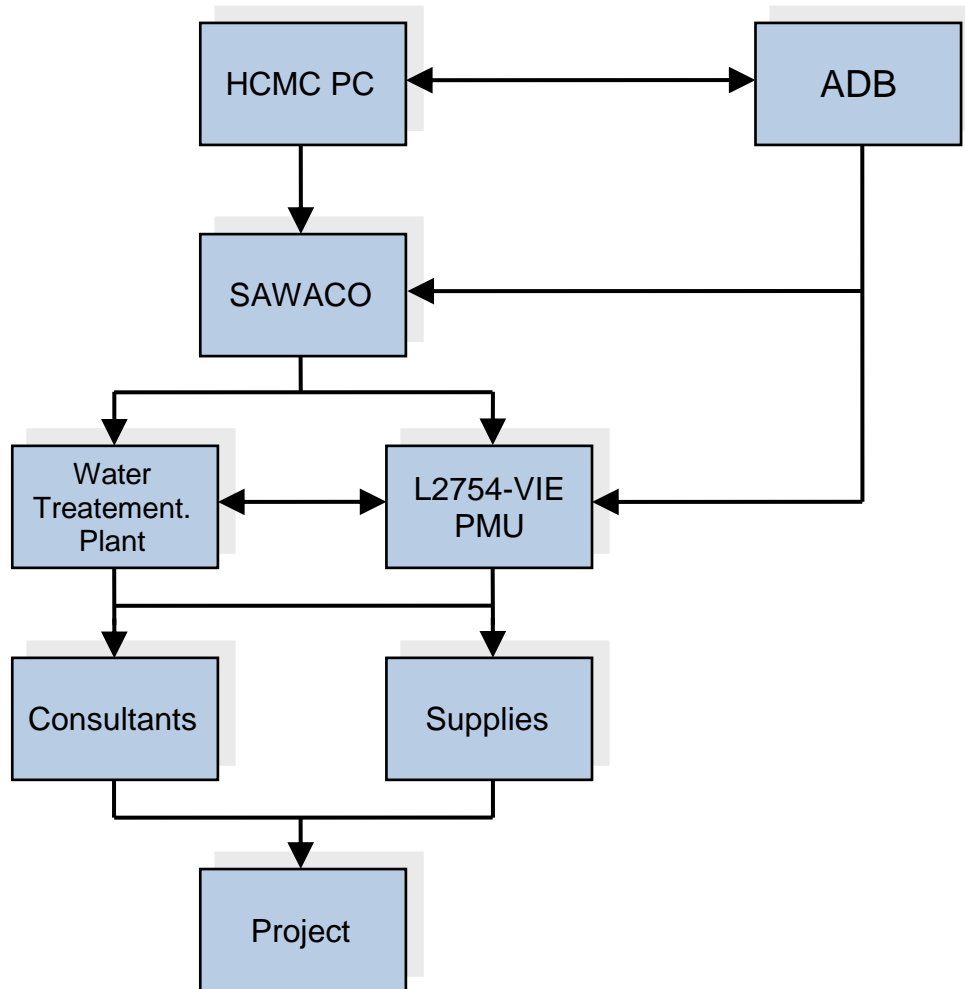 HCMC PC
ADB
SAWACO
Water
Treatement.
Plant
L2754-VIE
PMU
Consultants
Supplies
Project